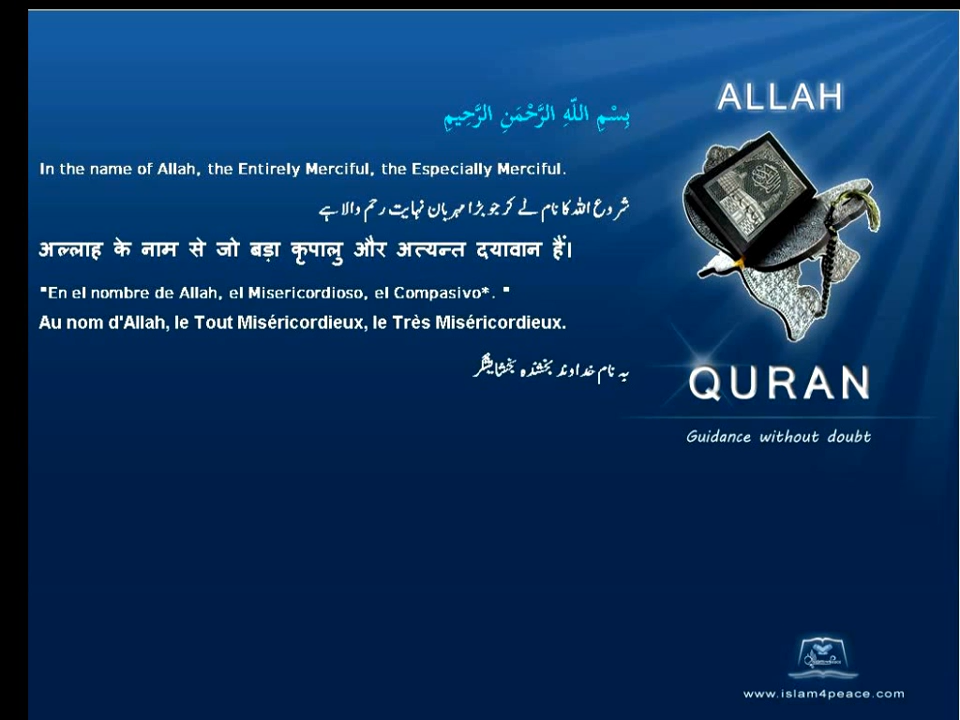 بِسْمِ اللّهِ الرَّحْمَنِ الرَّحِيمِ
In the name of Allah, the Entirely Merciful, the Especially Merciful.
شروع الله کا نام لے کر جو بڑا مہربان نہایت رحم والا ہے
अल्लाह के नाम से जो बड़ा कृपालु और अत्यन्त दयावान हैं।
"En el nombre de Allah, el Misericordioso, el Compasivo*. "
Au nom d'Allah, le Tout Miséricordieux, le Très Miséricordieux.
به نام خداوند بخشنده بخشایشگر
ALLAH
QURAN
Guidance without doubt
www.islam4peace.com